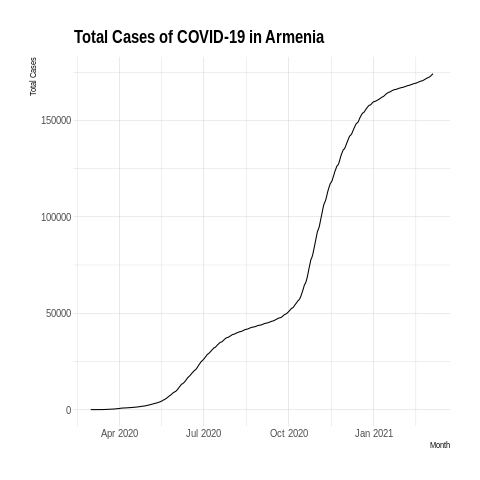 Total Cases of COVID-19 in Armenia
Total Cases
150000
100000
50000
0
Apr 2020
Jul 2020
Oct 2020
Jan 2021
Month